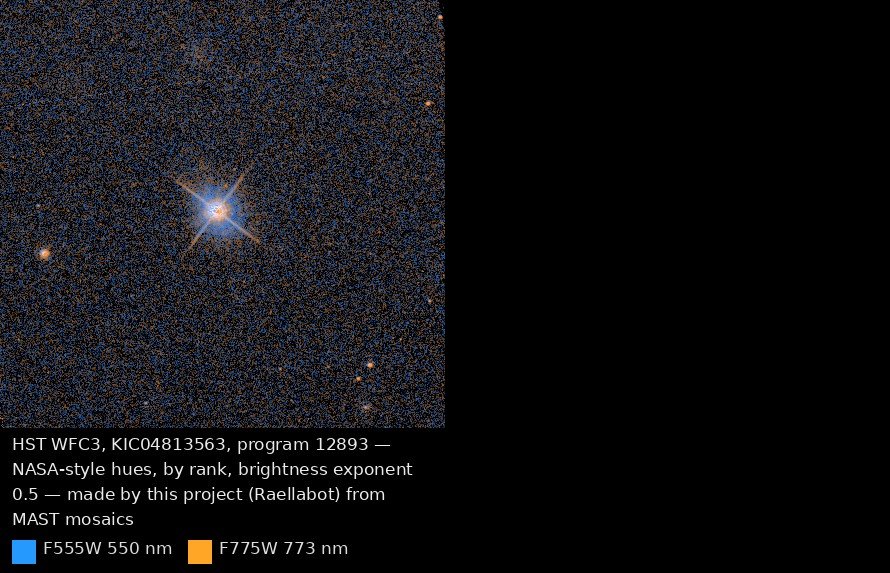 HST WFC3, KIC04813563, program 12893 —
NASA-style hues, by rank, brightness exponent
0.5 — made by this project (Raellabot) from
MAST mosaics
F555W 550 nm F775W 773 nm